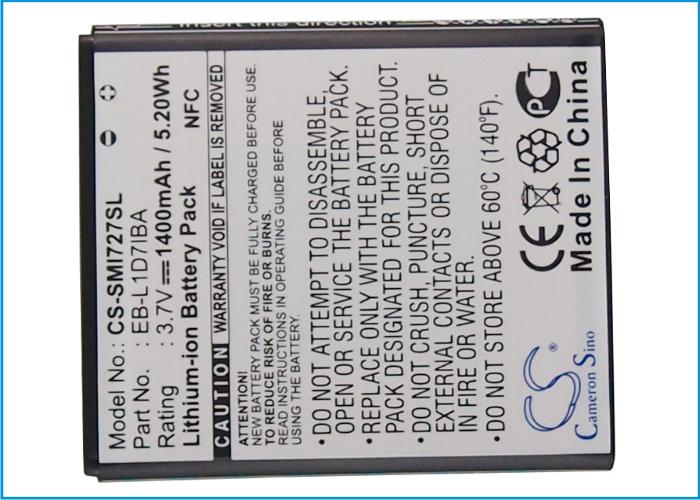 Model No.: CS-SMI727SL
Part No.: EB-L1D7IBA
Rating : 3.7V 1400mAh / 5.20Wh
Lithium-ion Battery Pack NFC
CAUTION VOIDED IF LABEL IS REMOVED
ATTENTION:
NEW BATTERY PACK MUST BE FULLY CHARGED BEFORE USE.
TO REDUCE RISK OF FIRE OR BURNS.
READ INSTRUCTIONS IN OPERATING GUIDE BEFORE
USING THE BATTERY.
•DO NOT ATTEMPT TO DISASSEMBLE,
OPEN OR SERVICE THE BATTERY PACK.
•REPLACE ONLY WITH THE BATTERY
PACK DESIGNATED FOR THIS PRODUCT.
•DO NOT CRUSH, PUNCTURE, SHORT
EXTERNAL CONTACTS OR DISPOSE OF
IN FIRE OR WATER.
•DO NOT EXPOSE ABOVE 60°C (140°F).
CE PCT
Made In China
CS ®
Cameron Sino